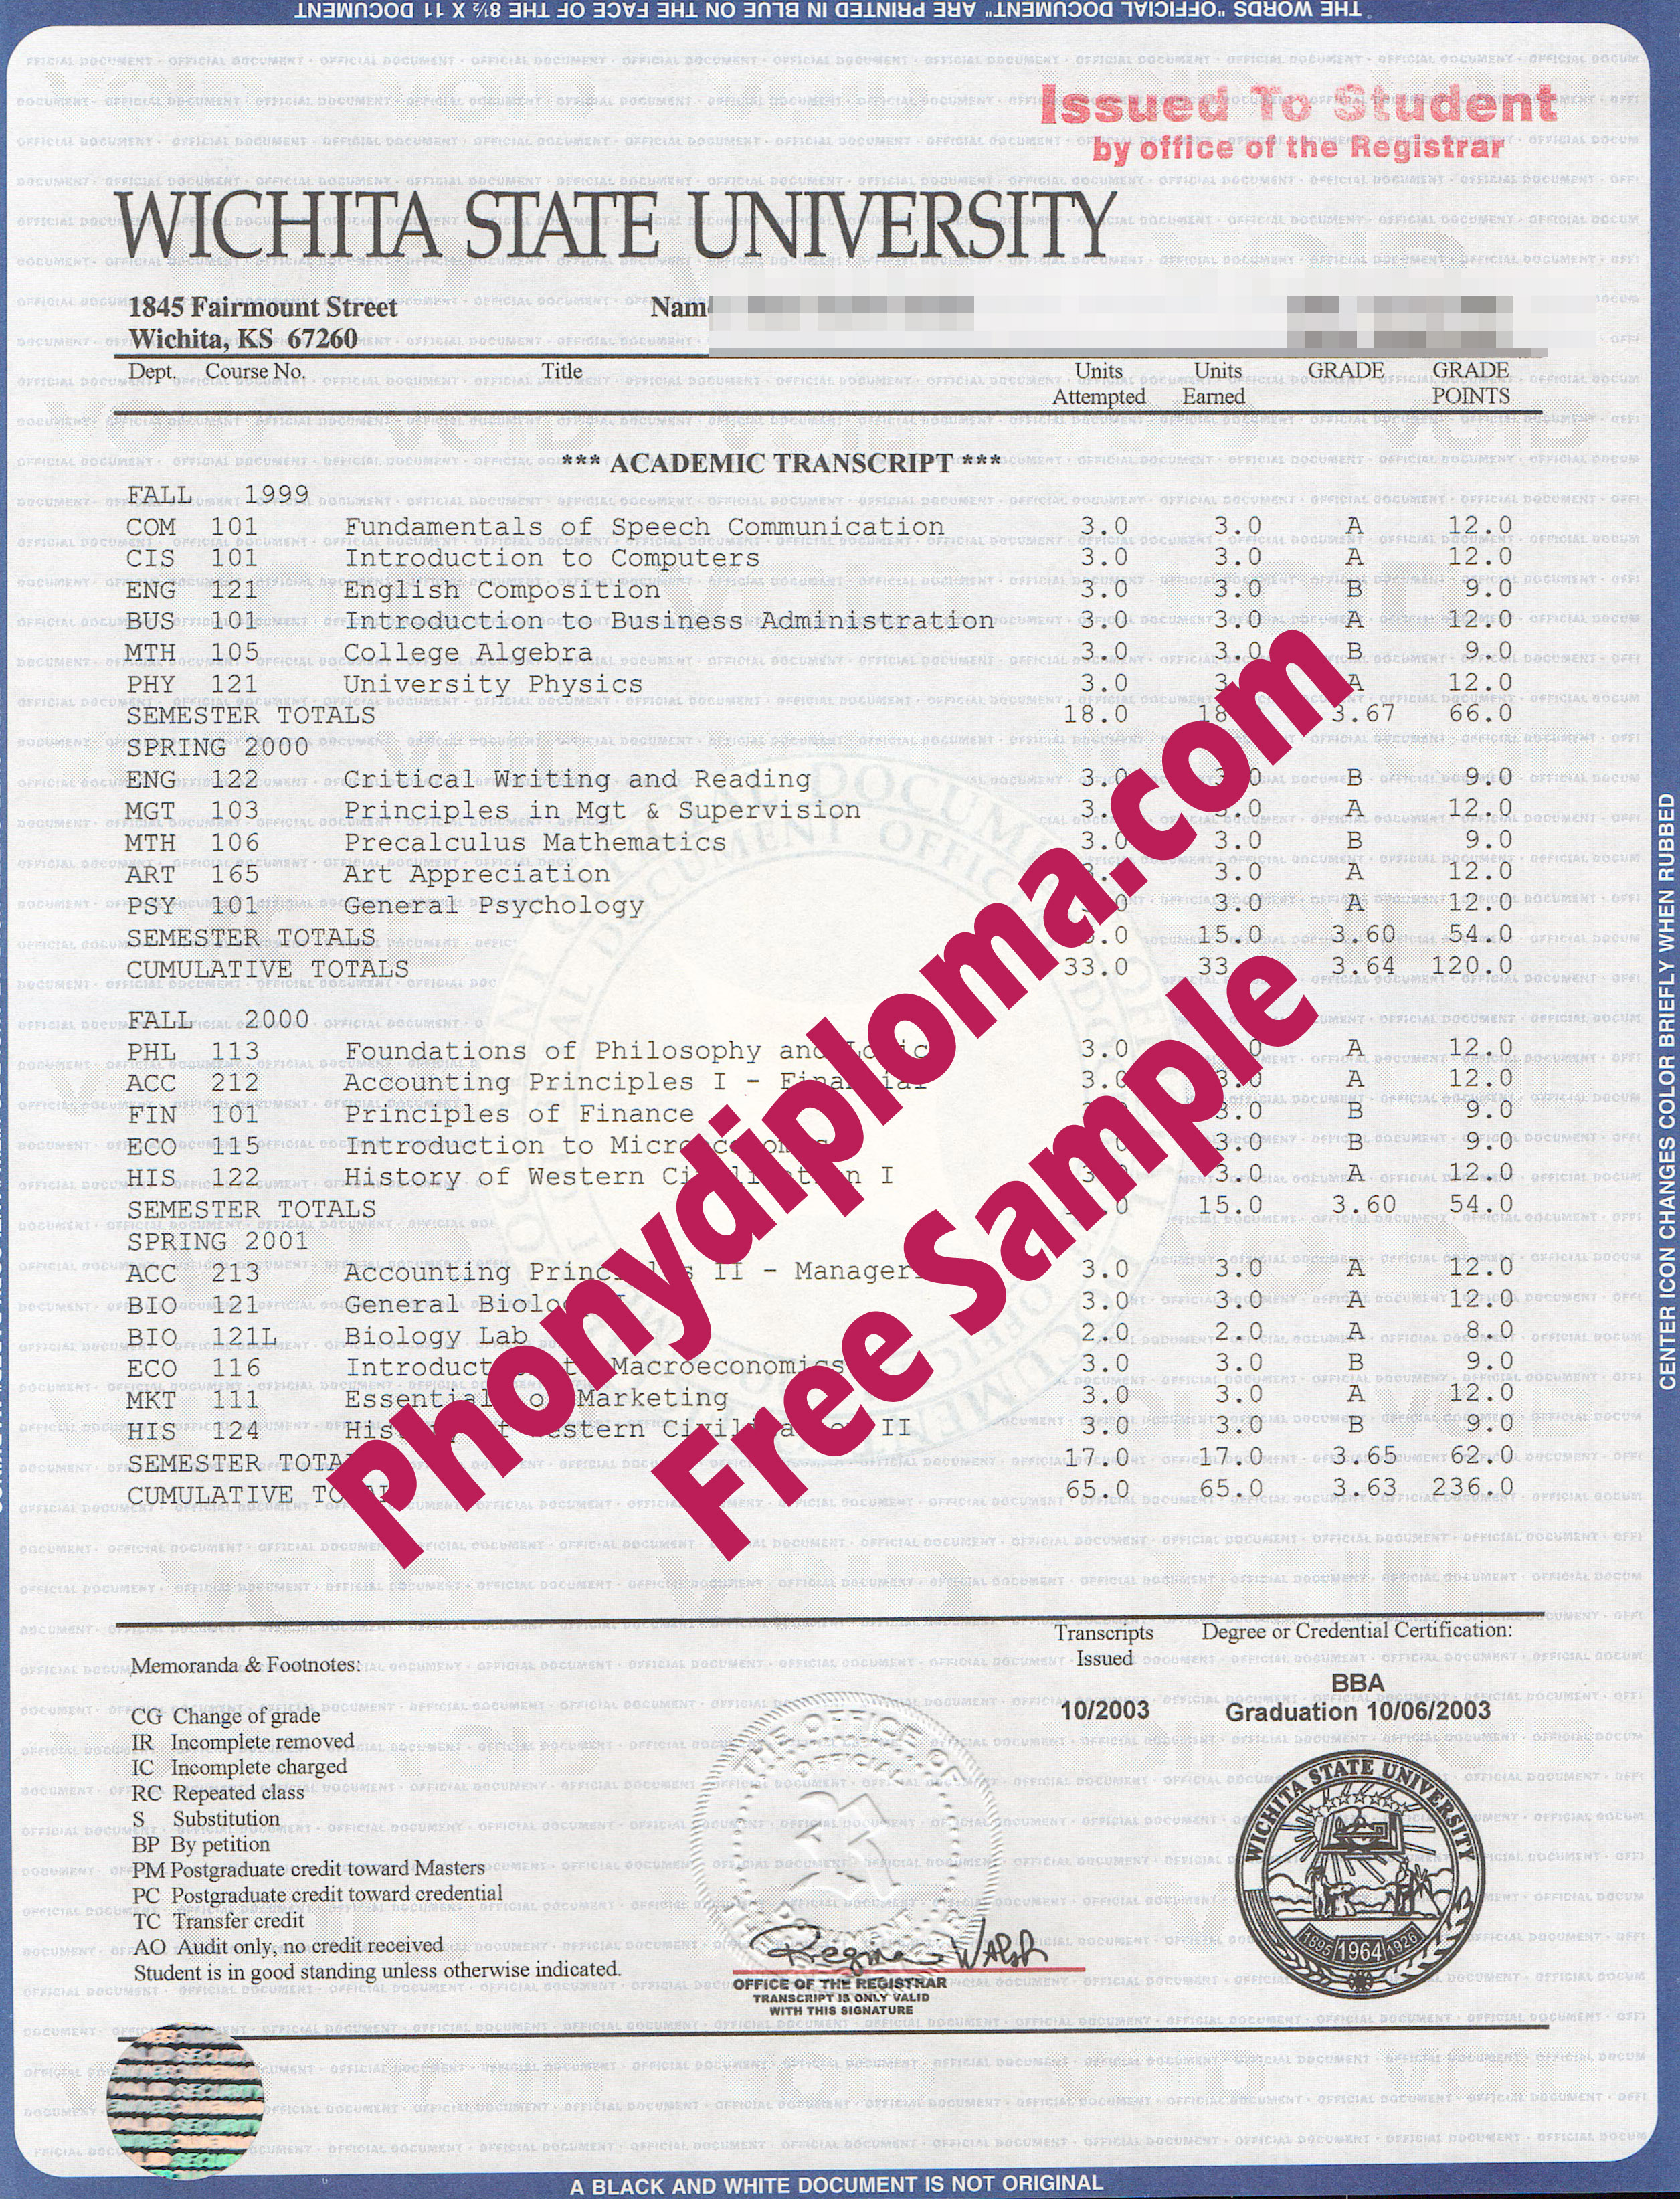 THE WORDS "OFFICIAL DOCUMENT" ARE PRINTED IN BLUE ON THE FACE OF THE 8½ X 11 DOCUMENT
Issued To Student
by office of the Registrar
WICHITA STATE UNIVERSITY
1845 Fairmount Street
Wichita, KS 67260
Dept. Course No. Title Units Attempted Units Earned GRADE GRADE POINTS
*** ACADEMIC TRANSCRIPT ***
FALL 1999
COM 101 Fundamentals of Speech Communication 3.0 3.0 A 12.0
CIS 101 Introduction to Computers 3.0 3.0 A 12.0
ENG 121 English Composition 3.0 3.0 B 9.0
BUS 101 Introduction to Business Administration 3.0 3.0 A 12.0
MTH 105 College Algebra 3.0 3.0 B 9.0
PHY 121 University Physics 3.0 A 12.0
SEMESTER TOTALS 18.0 3.67 66.0
SPRING 2000
ENG 122 Critical Writing and Reading 3.0 B 9.0
MGT 103 Principles in Mgt & Supervision A 12.0
MTH 106 Precalculus Mathematics 3.0 3.0 B 9.0
ART 165 Art Appreciation 3.0 A 12.0
PSY 101 General Psychology 3.0 A 12.0
SEMESTER TOTALS 15.0 3.60 54.0
CUMULATIVE TOTALS 33.0 3.64 120.0
FALL 2000
PHL 113 Foundations of Philosophy and 3.0 A 12.0
ACC 212 Accounting Principles I - 3.0 3.0 A 12.0
FIN 101 Principles of Finance 3.0 B 9.0
ECO 115 Introduction to 3.0 B 9.0
HIS 122 History of Western I 3.0 A 12.0
SEMESTER TOTALS 15.0 3.60 54.0
SPRING 2001
ACC 213 Accounting II - 3.0 3.0 A 12.0
BIO 121 General 3.0 3.0 A 12.0
BIO 121L Biology Lab 2.0 2.0 A 8.0
ECO 116 Macroeconomics 3.0 3.0 B 9.0
MKT 111 Marketing 3.0 3.0 A 12.0
HIS 124 II 3.0 3.0 B 9.0
SEMESTER 17.0 17.0 3.65 62.0
CUMULATIVE 65.0 65.0 3.63 236.0
Phonydiploma.com
Free Sample
Memoranda & Footnotes:
CG Change of grade
IR Incomplete removed
IC Incomplete charged
RC Repeated class
S Substitution
BP By petition
PM Postgraduate credit toward Masters
PC Postgraduate credit toward credential
TC Transfer credit
AO Audit only, no credit received
Student is in good standing unless otherwise indicated.
Transcripts Issued
10/2003
Degree or Credential Certification:
BBA
Graduation 10/06/2003
THE OFFICE OF
OFFICIAL
Regina Walsh
OFFICE OF THE REGISTRAR
TRANSCRIPT IS ONLY VALID
WITH THIS SIGNATURE
WICHITA STATE UNIVERSITY
1895 1964 1926
CENTER ICON CHANGES COLOR BRIEFLY WHEN RUBBED
A BLACK AND WHITE DOCUMENT IS NOT ORIGINAL